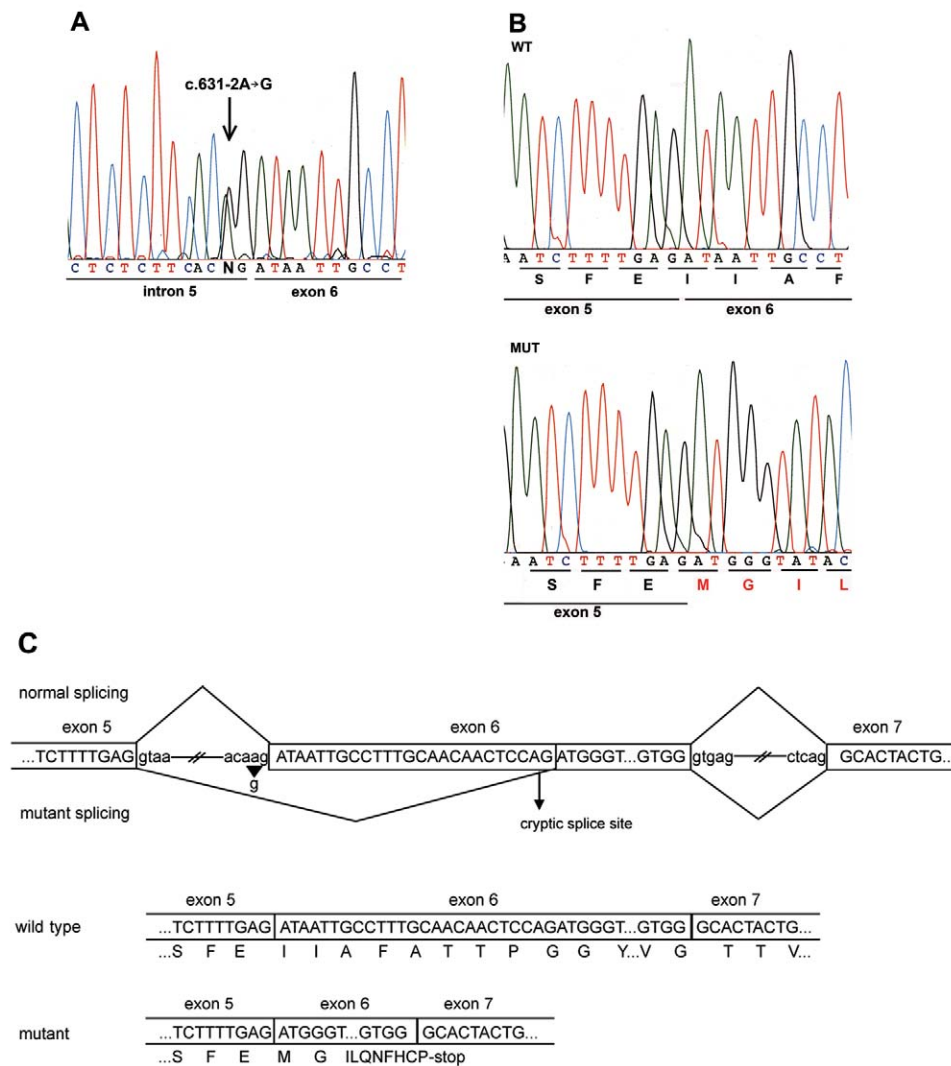 A
c.631-2A→G
C T C T C T T C A C N G A T A A T T G C C T
intron 5 exon 6
B
WT
A A T C T T T T G A G A T A A T T G C C T
S F E I I A F
exon 5 exon 6
MUT
A A T C T T T T G A G A T G G G T A T A C
S F E M G I L
exon 5
C
normal splicing
exon 5 exon 6 exon 7
...TCTTTTGAG gtaa acaag ATAATTGCCTTTGCAACAACTCCAG ATGGGT...GTGG gtgag ctcag GCACTACTG...
g
mutant splicing
cryptic splice site
exon 5 exon 6 exon 7
wild type ...TCTTTTGAG ATAATTGCCTTTGCAACAACTCCAGATGGGT...GTGG GCACTACTG...
...S F E I I A F A T T P G G Y...V G T T V...
exon 5 exon 6 exon 7
mutant ...TCTTTTGAG ATGGGT...GTGG GCACTACTG...
...S F E M G ILQNFHCP-stop